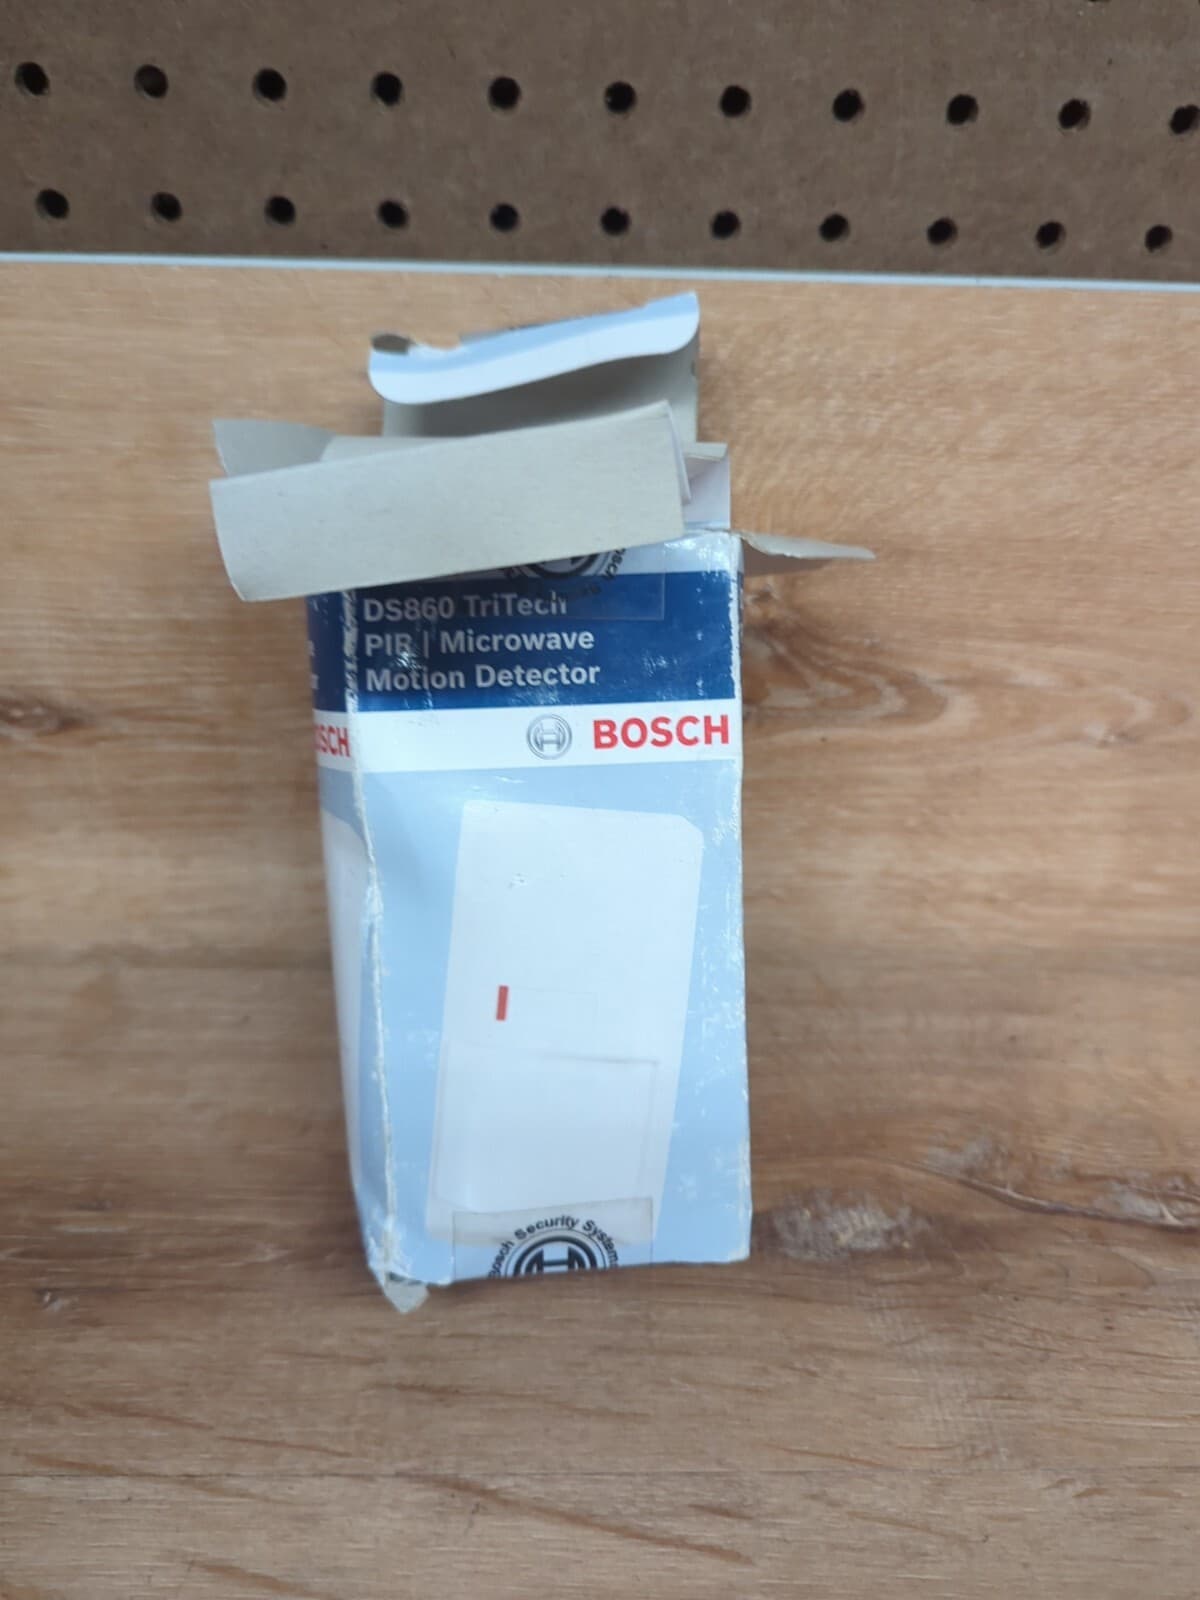 DS860 TriTech
PIR | Microwave
Motion Detector
BOSCH
Bosch Security Systems